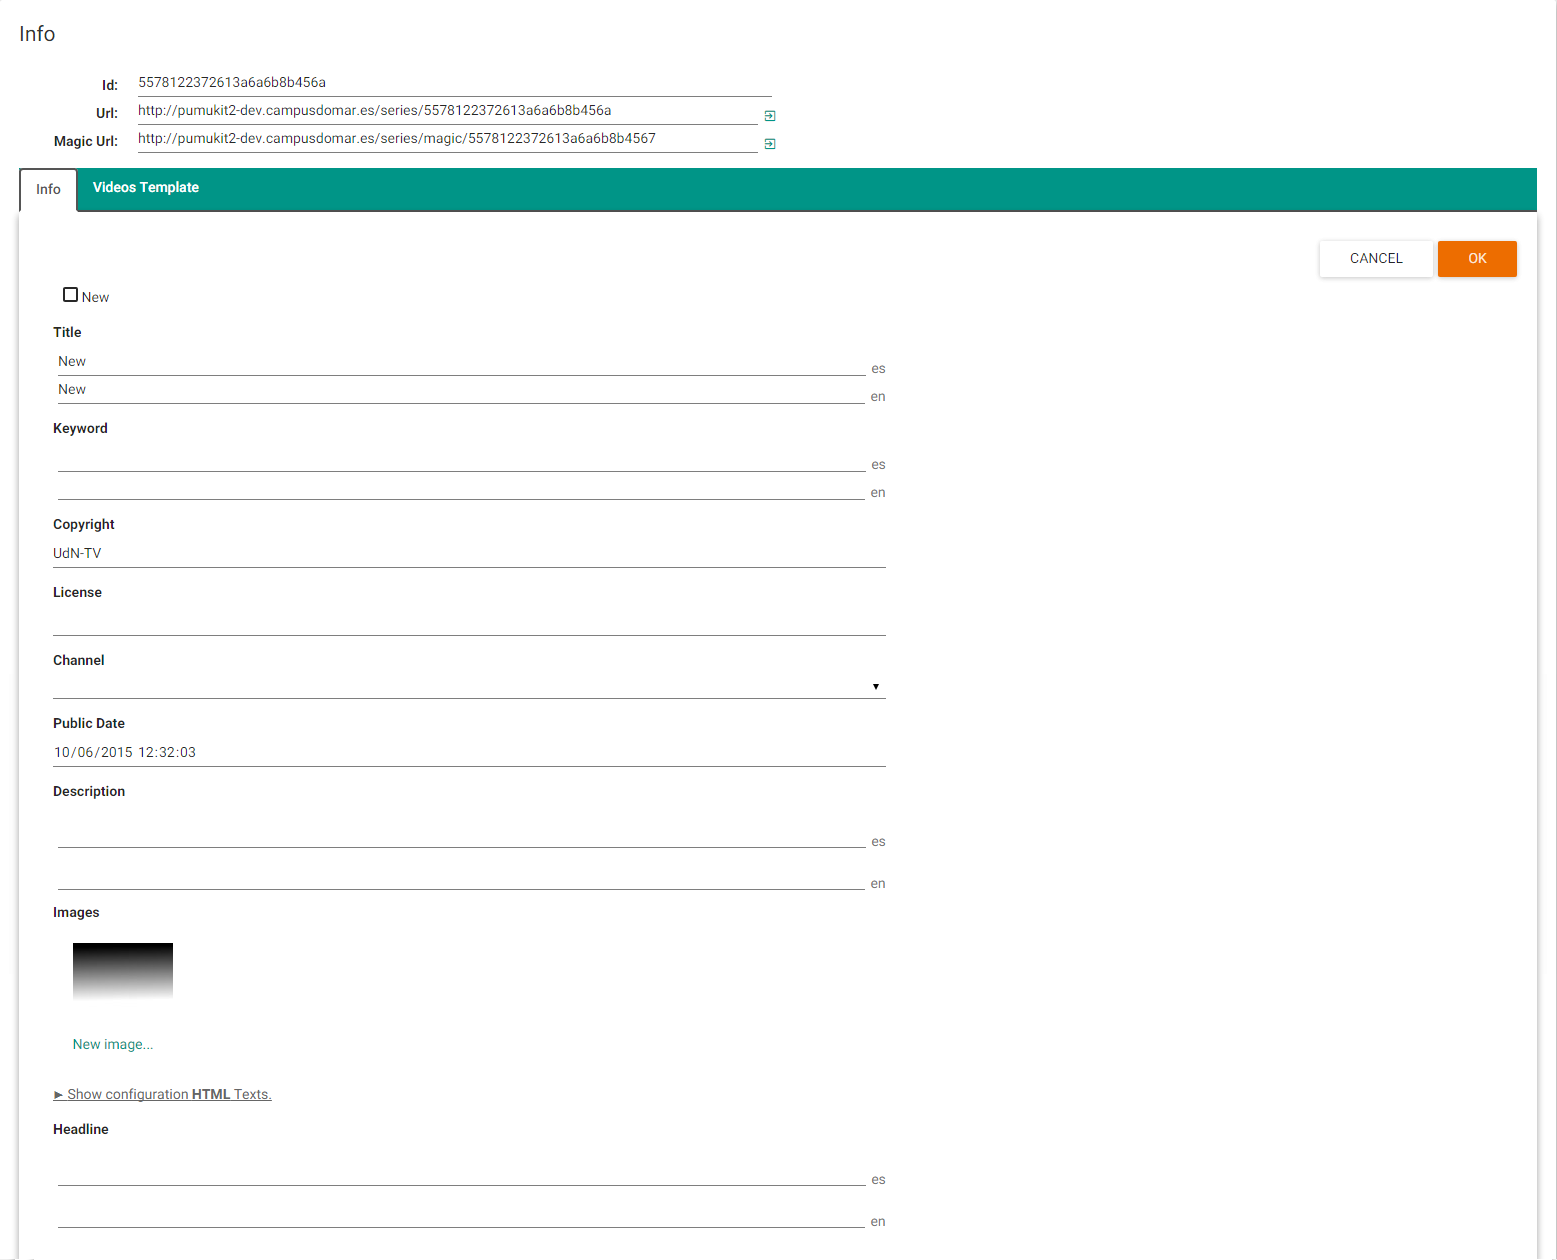 Info
Id: 5578122372613a6a6b8b456a
Url: http://pumukit2-dev.campusdomar.es/series/5578122372613a6a6b8b456a
Magic Url: http://pumukit2-dev.campusdomar.es/series/magic/5578122372613a6a6b8b4567
Info Videos Template
CANCEL OK
New
Title
New es
New en
Keyword
es
en
Copyright
UdN-TV
License
Channel
▼
Public Date
10/06/2015 12:32:03
Description
es
en
Images
New image...
► Show configuration HTML Texts.
Headline
es
en